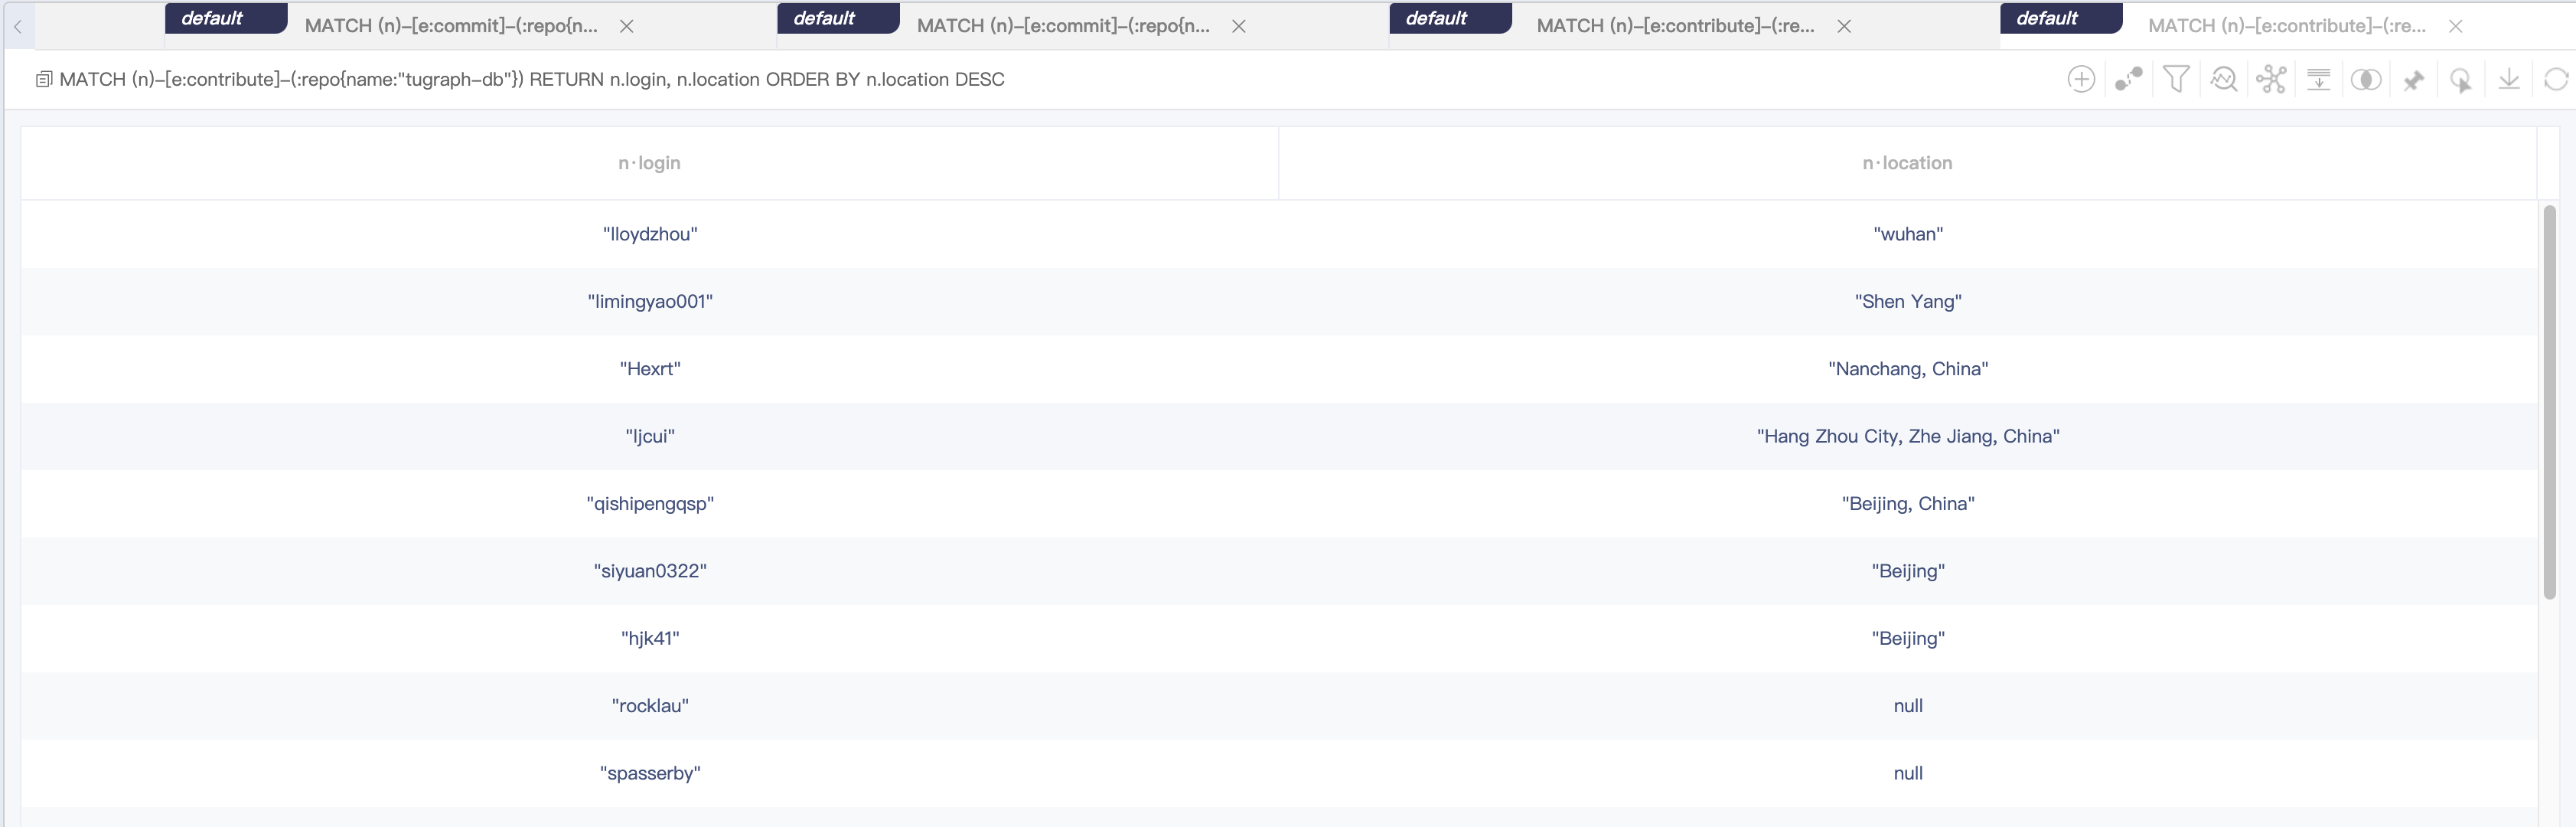 default MATCH (n)–[e:commit]–(:repo{n... default MATCH (n)–[e:commit]–(:repo{n... default MATCH (n)–[e:contribute]–(:re... default MATCH (n)–[e:contribute]–(:re...
MATCH (n)–[e:contribute]–(:repo{name:"tugraph–db"}) RETURN n.login, n.location ORDER BY n.location DESC
n·login n·location
"lloydzhou" "wuhan"
"limingyao001" "Shen Yang"
"Hexrt" "Nanchang, China"
"ljcui" "Hang Zhou City, Zhe Jiang, China"
"qishipengqsp" "Beijing, China"
"siyuan0322" "Beijing"
"hjk41" "Beijing"
"rocklau" null
"spasserby" null